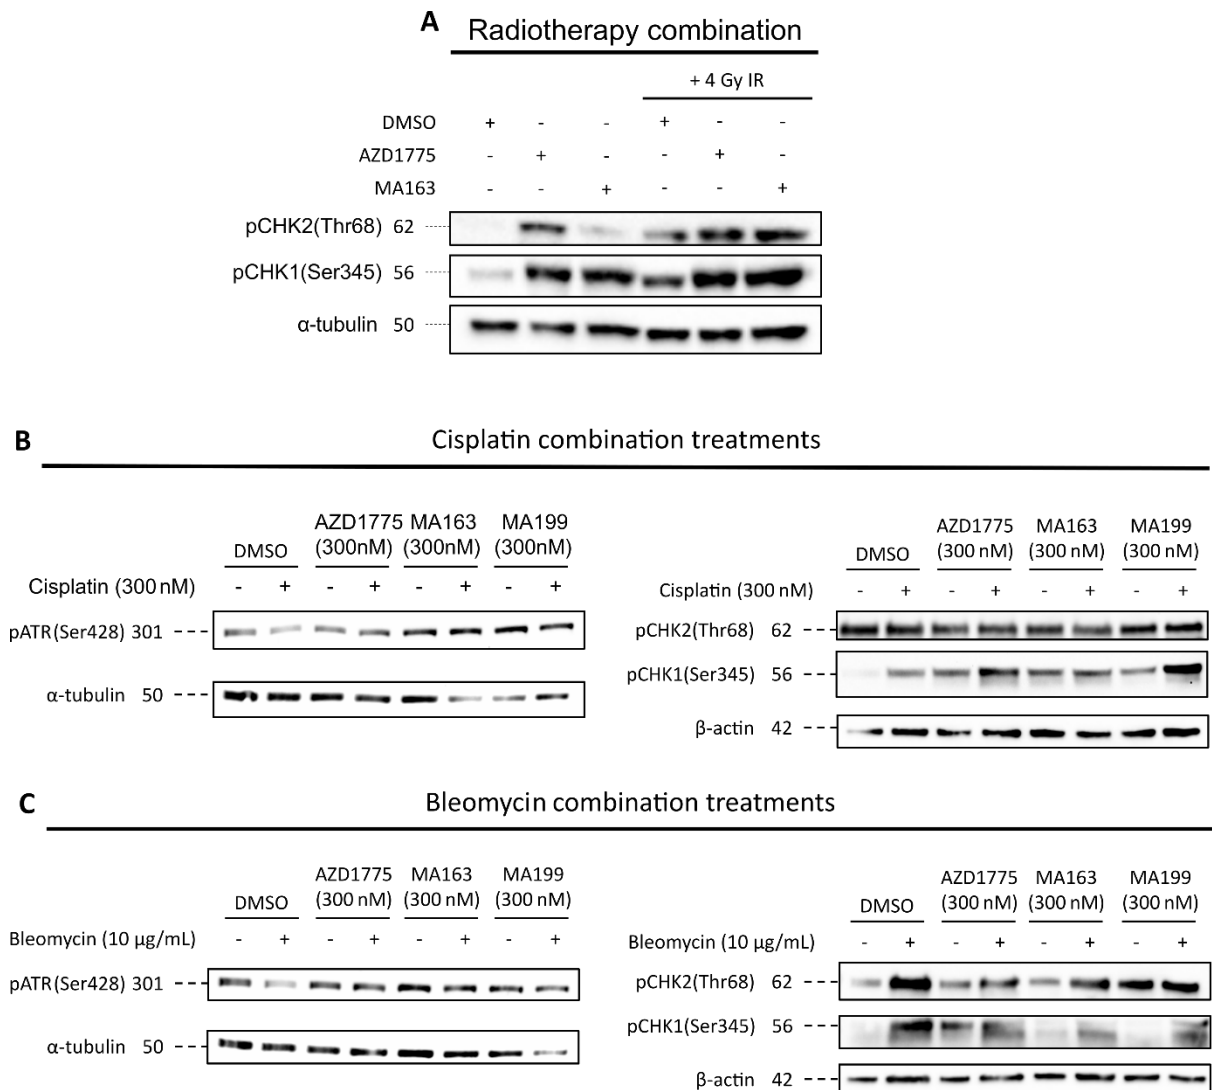 A
Radiotherapy combination
+ 4 Gy IR
DMSO + - - + - -
AZD1775 - + - - + -
MA163 - - + - - +
pCHK2(Thr68) 62
pCHK1(Ser345) 56
α-tubulin 50
B
Cisplatin combination treatments
DMSO AZD1775 (300nM) MA163 (300nM) MA199 (300nM)
Cisplatin (300 nM) - + - + - + - +
pATR(Ser428) 301
α-tubulin 50
DMSO AZD1775 (300 nM) MA163 (300 nM) MA199 (300 nM)
Cisplatin (300 nM) - + - + - + - +
pCHK2(Thr68) 62
pCHK1(Ser345) 56
β-actin 42
C
Bleomycin combination treatments
DMSO AZD1775 (300 nM) MA163 (300 nM) MA199 (300 nM)
Bleomycin (10 µg/mL) - + - + - + - +
pATR(Ser428) 301
α-tubulin 50
DMSO AZD1775 (300 nM) MA163 (300 nM) MA199 (300 nM)
Bleomycin (10 µg/mL) - + - + - + - +
pCHK2(Thr68) 62
pCHK1(Ser345) 56
β-actin 42